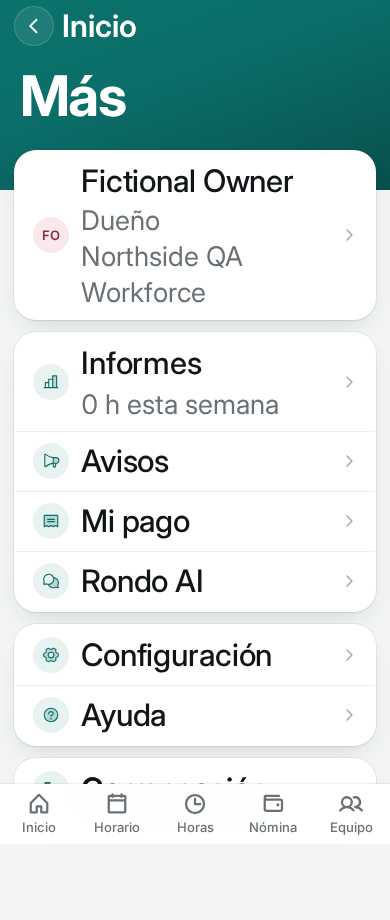 Inicio
Más
Fictional Owner
FO
Dueño
Northside QA
Workforce
Informes
0 h esta semana
Avisos
Mi pago
Rondo AI
Configuración
Ayuda
Inicio
Horario
Horas
Nómina
Equipo